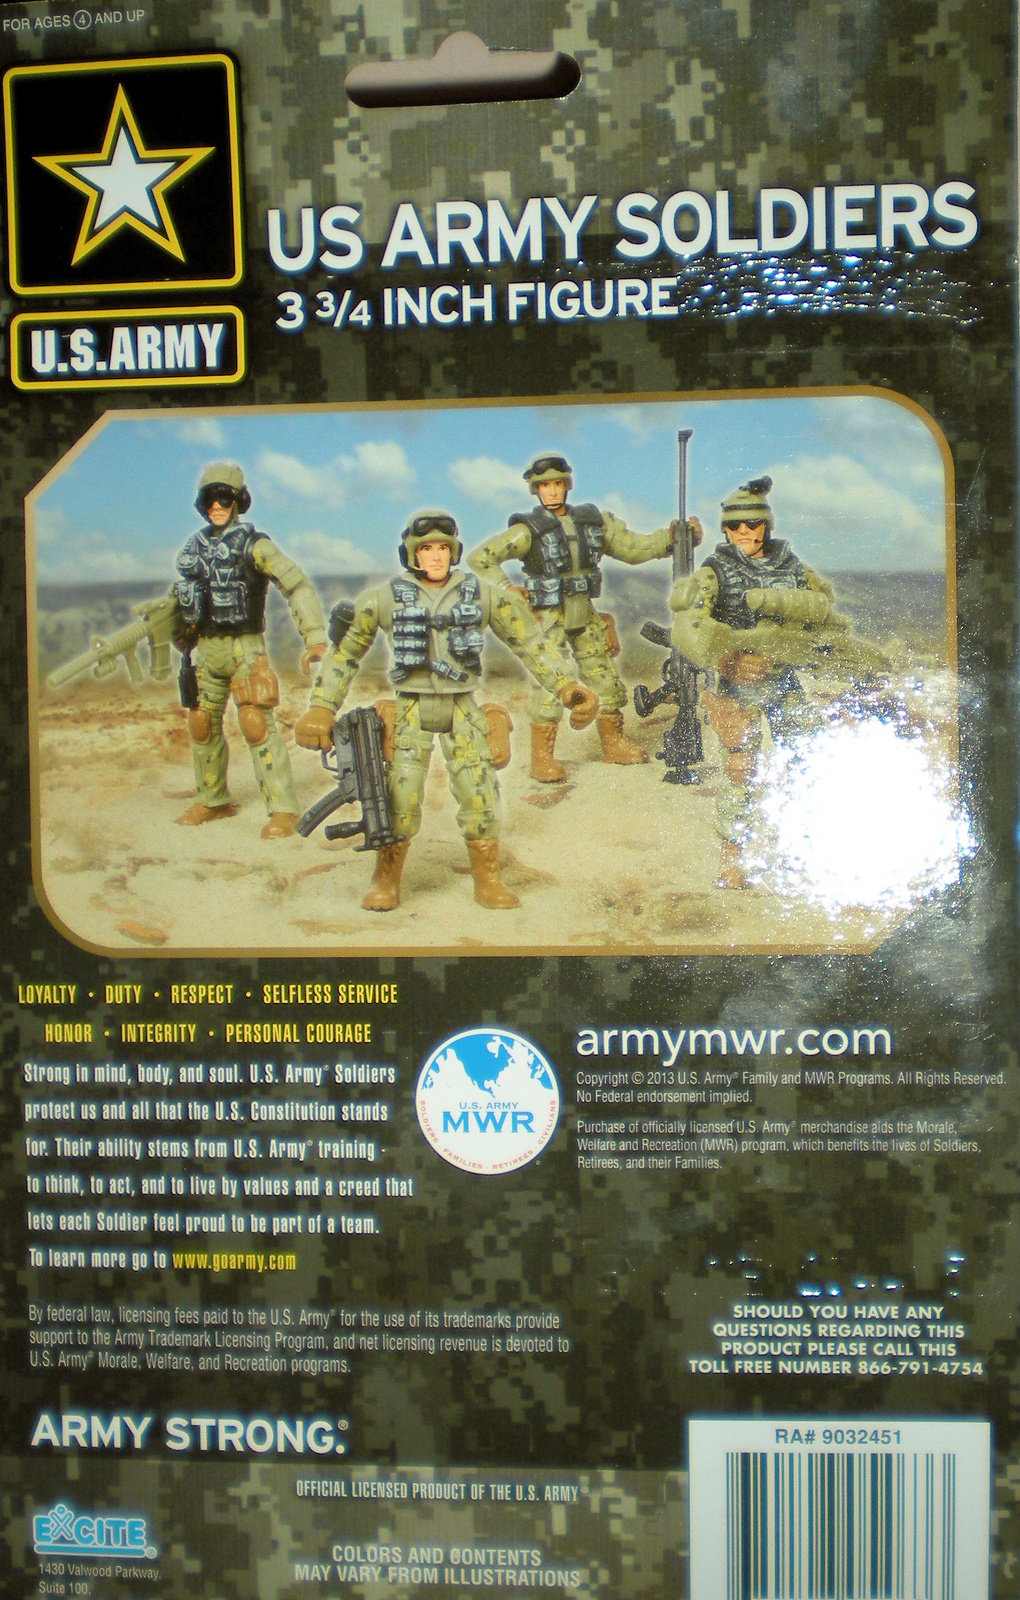 FOR AGES 4 AND UP
U.S.ARMY
US ARMY SOLDIERS
3 3/4 INCH FIGURE
LOYALTY · DUTY · RESPECT · SELFLESS SERVICE
HONOR · INTEGRITY · PERSONAL COURAGE
Strong in mind, body, and soul. U.S. Army® Soldiers
protect us and all that the U.S. Constitution stands
for. Their ability stems from U.S. Army® training -
to think, to act, and to live by values and a creed that
lets each Soldier feel proud to be part of a team.
To learn more go to www.goarmy.com
U.S. ARMY
MWR
SOLDIERS · FAMILIES · RETIREES · CIVILIANS
armymwr.com
Copyright © 2013 U.S. Army® Family and MWR Programs. All Rights Reserved.
No Federal endorsement implied.
Purchase of officially licensed U.S. Army® merchandise aids the Morale,
Welfare and Recreation (MWR) program, which benefits the lives of Soldiers,
Retirees, and their Families.
By federal law, licensing fees paid to the U.S. Army® for the use of its trademarks provide
support to the Army Trademark Licensing Program, and net licensing revenue is devoted to
U.S. Army® Morale, Welfare, and Recreation programs.
SHOULD YOU HAVE ANY
QUESTIONS REGARDING THIS
PRODUCT PLEASE CALL THIS
TOLL FREE NUMBER 866-791-4754
ARMY STRONG.®
RA# 9032451
OFFICIAL LICENSED PRODUCT OF THE U.S. ARMY®
EXCITE®
1430 Valwood Parkway,
Suite 100,
COLORS AND CONTENTS
MAY VARY FROM ILLUSTRATIONS